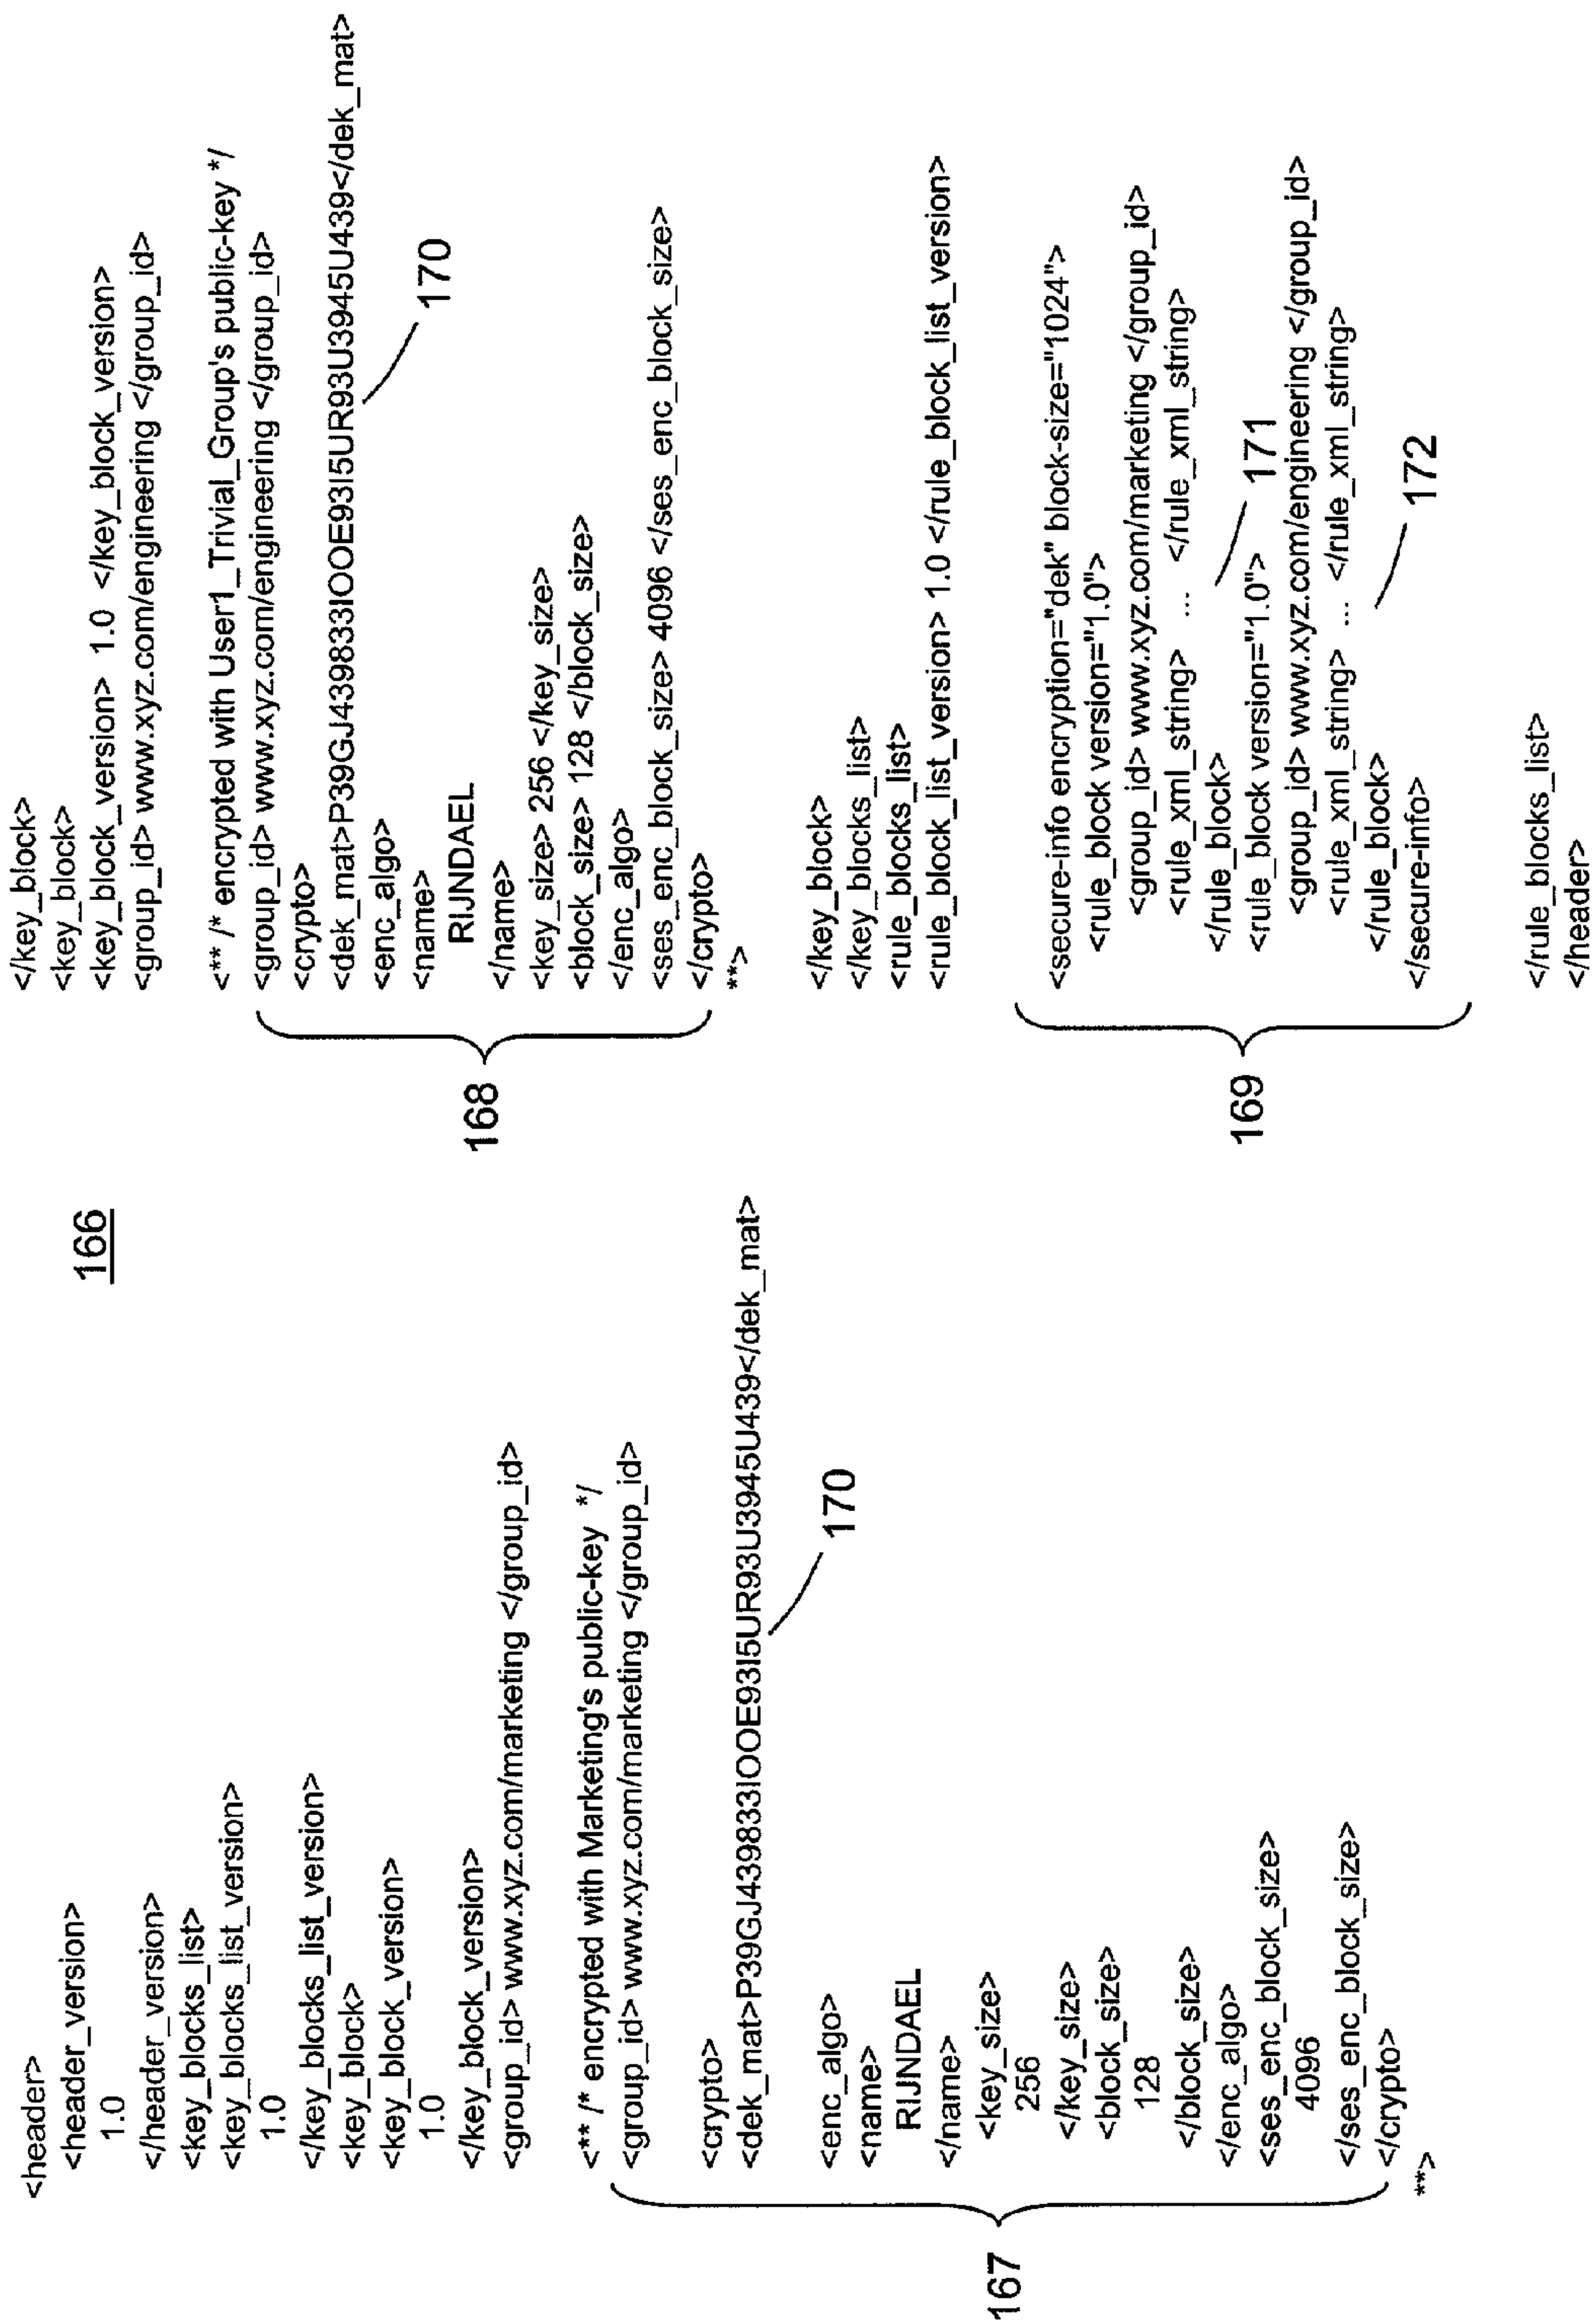 166
<header>
<header_version>
1.0
</header_version>
<key_blocks_list>
<key_blocks_list_version>
1.0
</key_blocks_list_version>
<key_block>
<key_block_version>
1.0
</key_block_version>
<group_id> www.xyz.com/marketing </group_id>
<** /* encrypted with Marketing's public-key */
<group_id> www.xyz.com/marketing </group_id>
<crypto>
<dek_mat>P39GJ439833IOOE93I5UR93U3945U439</dek_mat>
170
<enc_algo>
<name>
RIJNDAEL
</name>
<key_size>
256
</key_size>
<block_size>
128
</block_size>
</enc_algo>
<ses_enc_block_size>
4096
</ses_enc_block_size>
</crypto>
**>
167
</key_block>
<key_block>
<key_block_version> 1.0 </key_block_version>
<group_id> www.xyz.com/engineering </group_id>
<** /* encrypted with User1_Trivial_Group's public-key */
<group_id> www.xyz.com/engineering </group_id>
<crypto>
<dek_mat>P39GJ439833IOOE93I5UR93U3945U439</dek_mat>
170
<enc_algo>
<name>
RIJNDAEL
</name>
<key_size> 256 </key_size>
<block_size> 128 </block_size>
</enc_algo>
<ses_enc_block_size> 4096 </ses_enc_block_size>
</crypto>
**>
168
</key_block>
</key_blocks_list>
<rule_blocks_list>
<rule_block_list_version> 1.0 </rule_block_list_version>
<secure-info encryption="dek" block-size="1024">
<rule_block version="1.0">
<group_id> www.xyz.com/marketing </group_id>
<rule_xml_string> ... </rule_xml_string>
</rule_block>
171
<rule_block version="1.0">
<group_id> www.xyz.com/engineering </group_id>
<rule_xml_string> ... </rule_xml_string>
</rule_block>
172
</secure-info>
169
</rule_blocks_list>
</header>